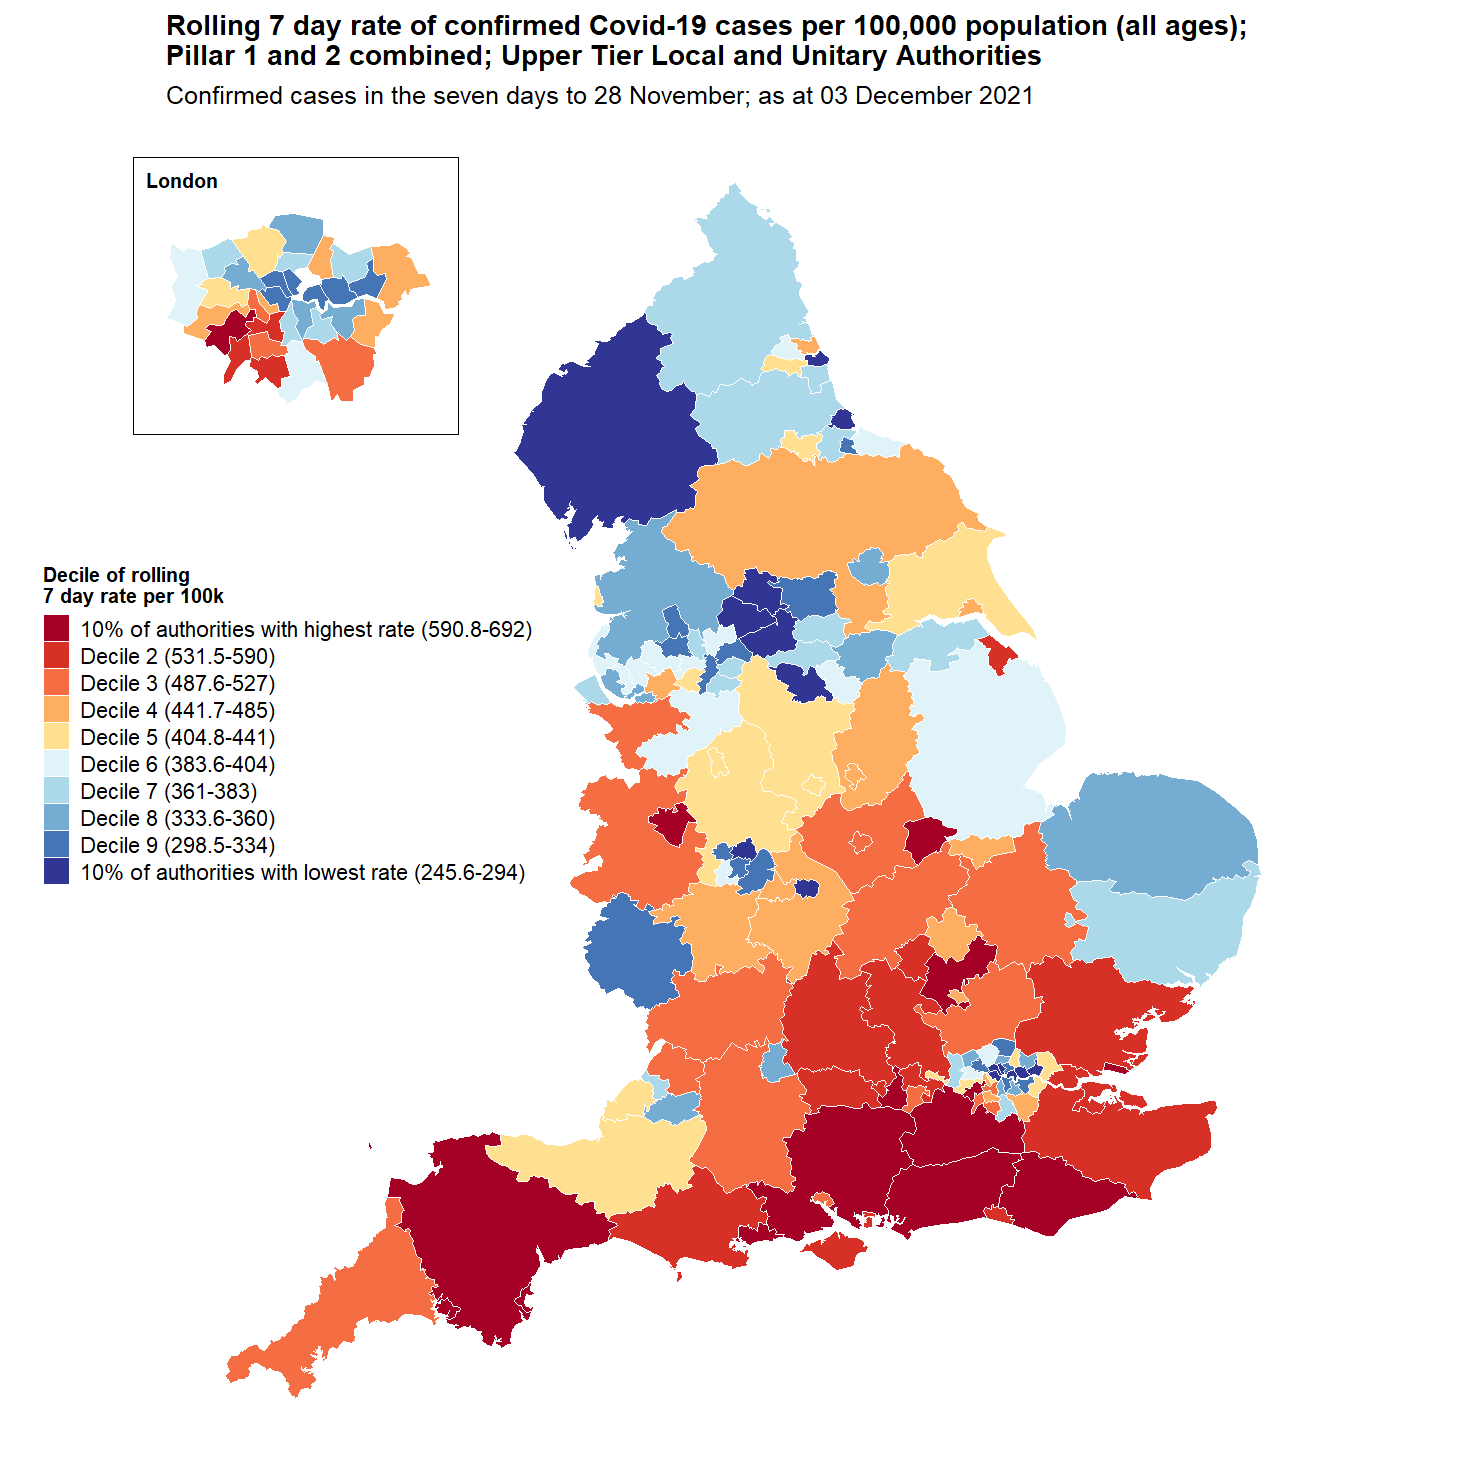 Rolling 7 day rate of confirmed Covid-19 cases per 100,000 population (all ages);
Pillar 1 and 2 combined; Upper Tier Local and Unitary Authorities
Confirmed cases in the seven days to 28 November; as at 03 December 2021
London
Decile of rolling
7 day rate per 100k
10% of authorities with highest rate (590.8-692)
Decile 2 (531.5-590)
Decile 3 (487.6-527)
Decile 4 (441.7-485)
Decile 5 (404.8-441)
Decile 6 (383.6-404)
Decile 7 (361-383)
Decile 8 (333.6-360)
Decile 9 (298.5-334)
10% of authorities with lowest rate (245.6-294)